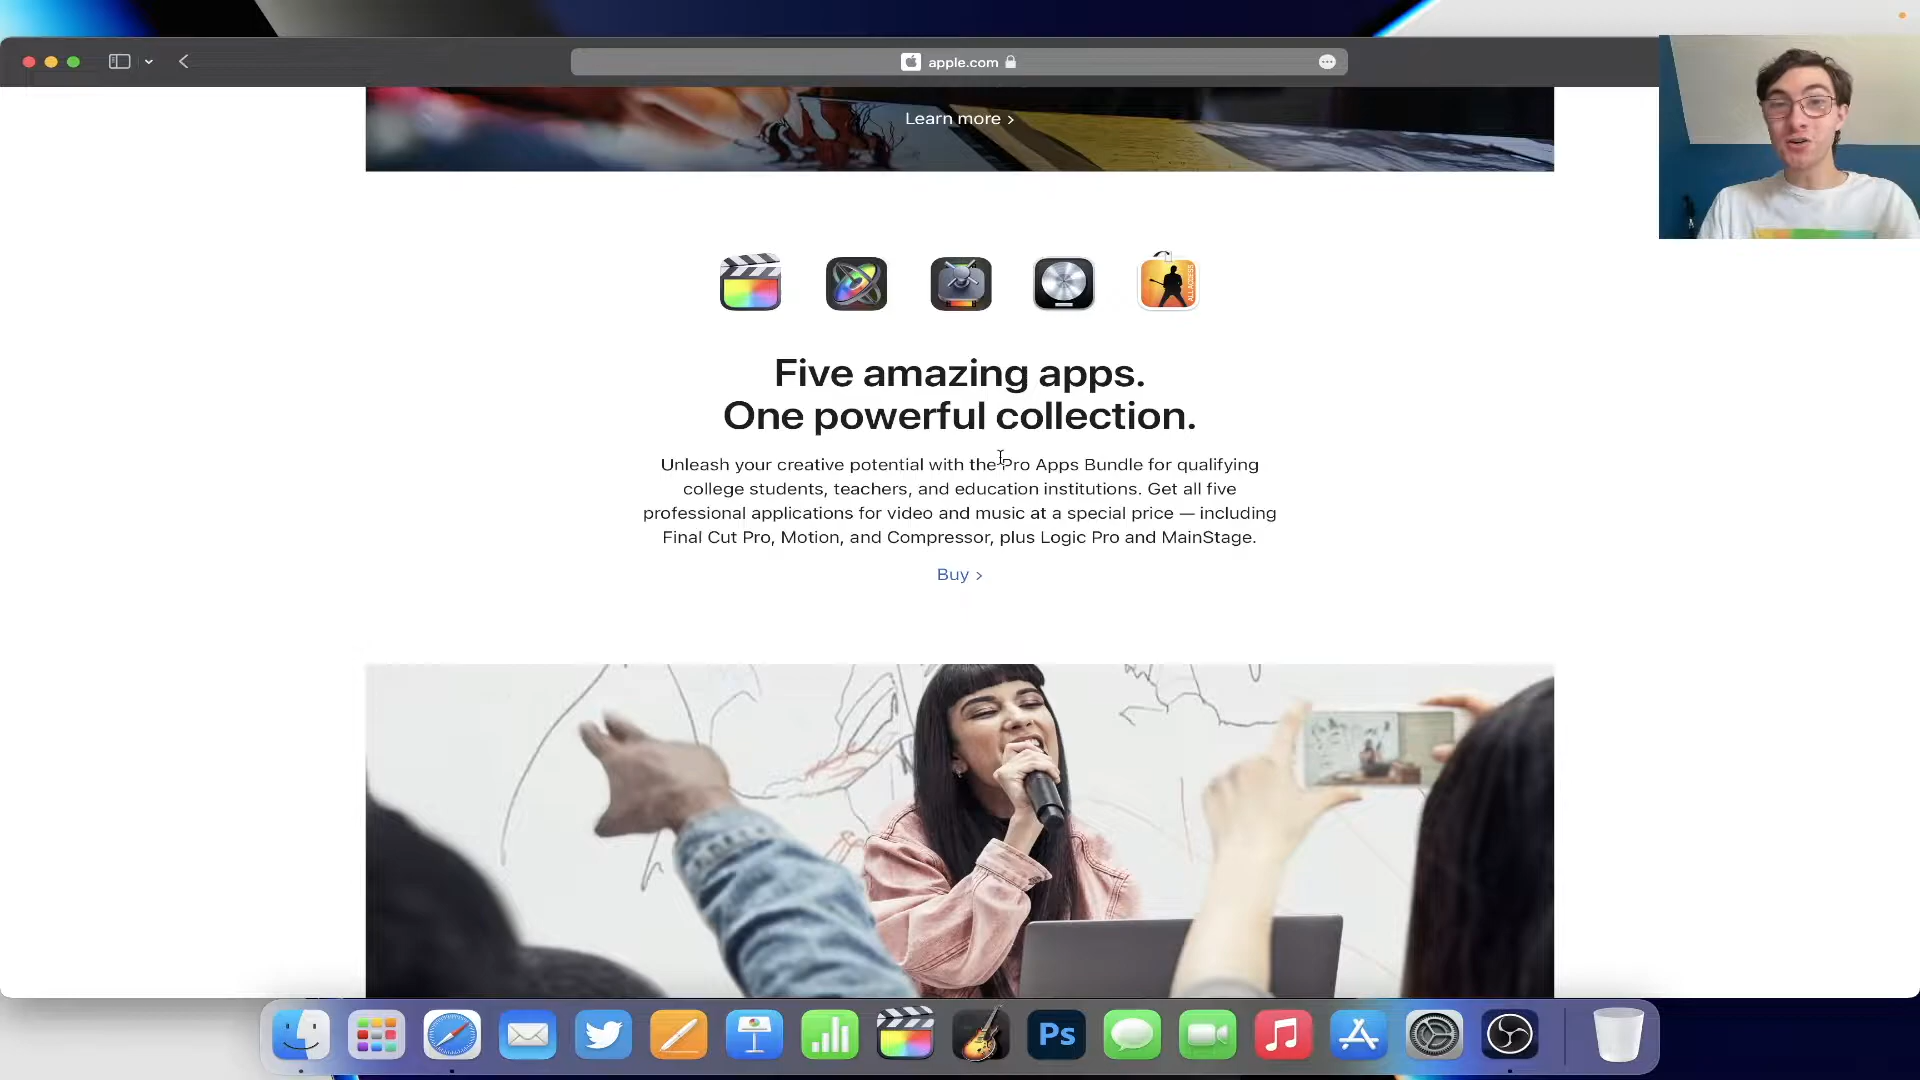 apple.com
Learn more >
ALL ACCESS
Five amazing apps.
One powerful collection.
Unleash your creative potential with the Pro Apps Bundle for qualifying
college students, teachers, and education institutions. Get all five
professional applications for video and music at a special price — including
Final Cut Pro, Motion, and Compressor, plus Logic Pro and MainStage.
Buy >
Ps